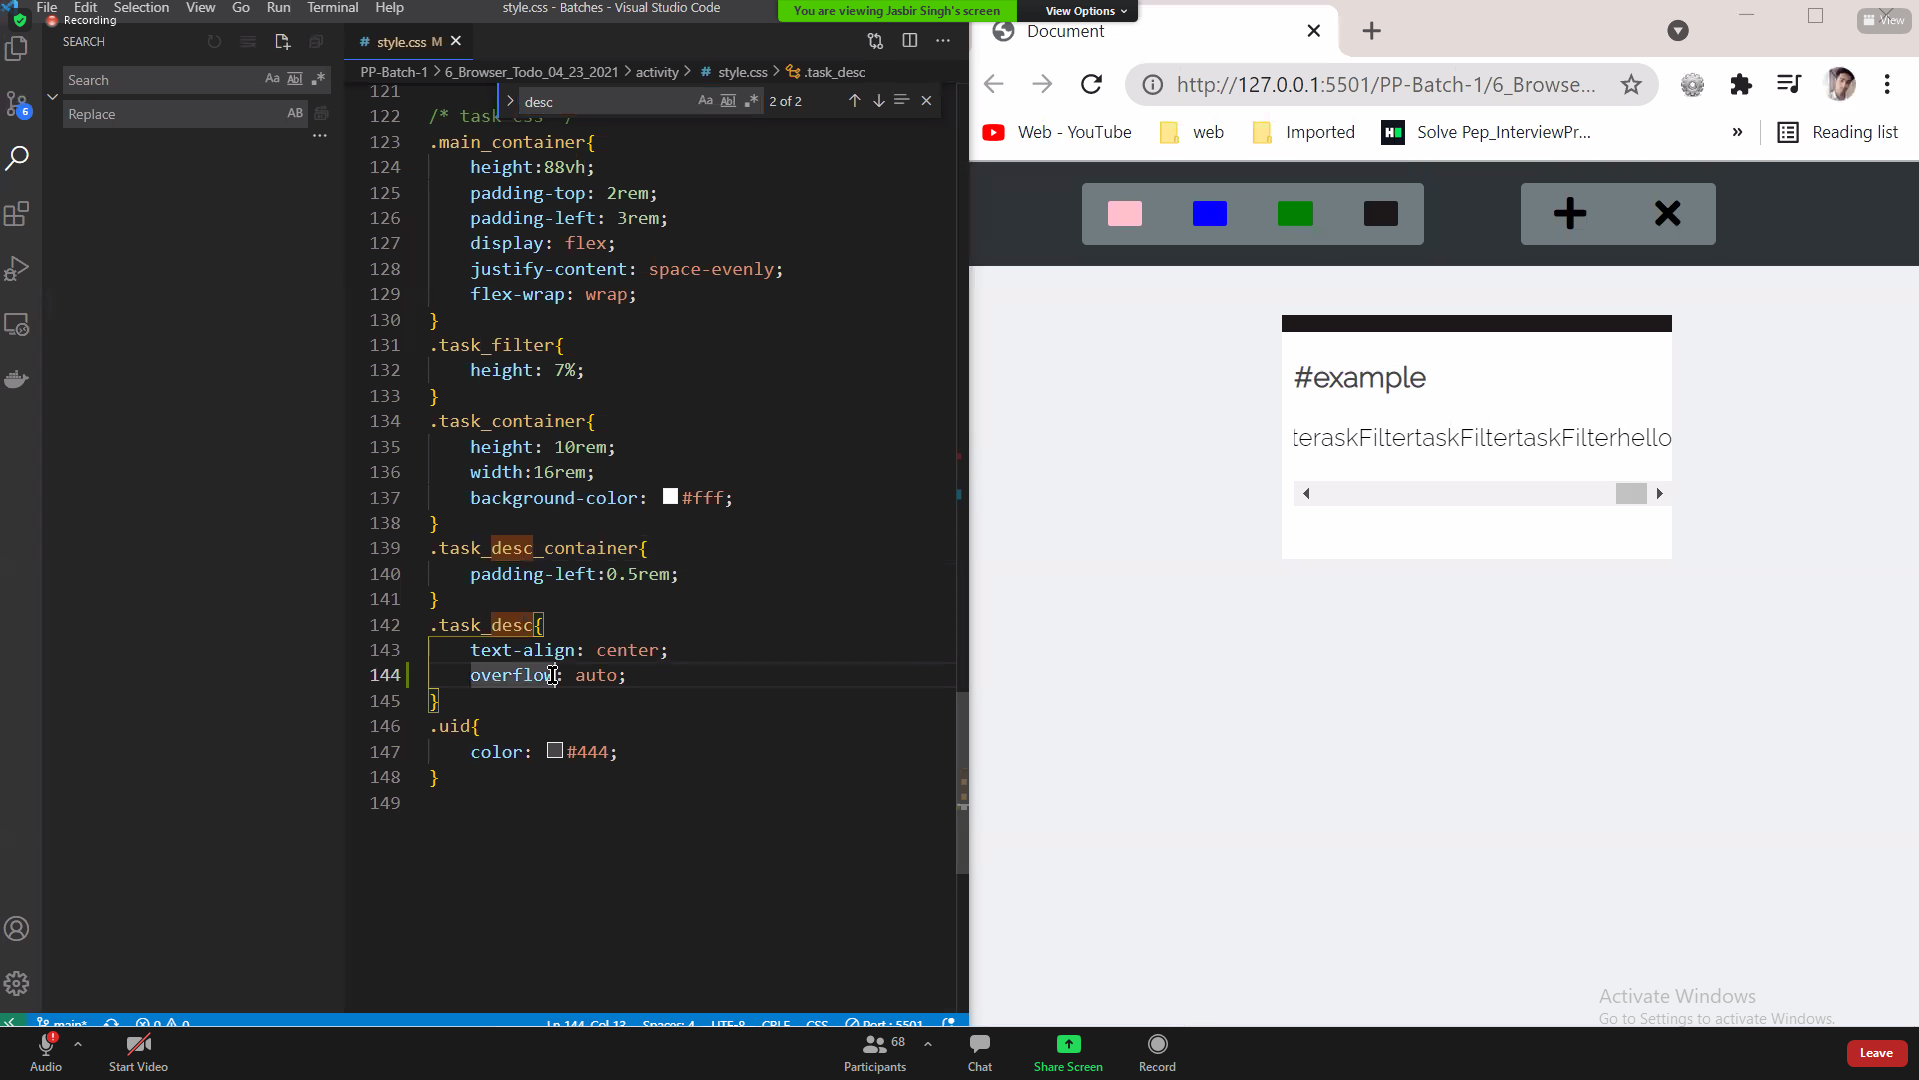 File Edit Selection View Go Run Terminal Help
style.css - Batches - Visual Studio Code
You are viewing Jasbir Singh's screen
View Options
Recording
SEARCH
Search
Replace
style.css M
PP-Batch-1 > 6_Browser_Todo_04_23_2021 > activity > # style.css > .task_desc
desc
2 of 2
121
122 /* task css */
123 .main_container{
124 height:88vh;
125 padding-top: 2rem;
126 padding-left: 3rem;
127 display: flex;
128 justify-content: space-evenly;
129 flex-wrap: wrap;
130 }
131 .task_filter{
132 height: 7%;
133 }
134 .task_container{
135 height: 10rem;
136 width:16rem;
137 background-color: #fff;
138 }
139 .task_desc_container{
140 padding-left:0.5rem;
141 }
142 .task_desc{
143 text-align: center;
144 overflow: auto;
145 }
146 .uid{
147 color: #444;
148 }
149
6
main*
0 0
Ln 144, Col 13 Spaces: 4 UTF-8 CRLF CSS Port : 5501
Document
View
http://127.0.0.1:5501/PP-Batch-1/6_Browse...
Web - YouTube
web
Imported
Solve Pep_InterviewPr...
»
Reading list
#example
teraskFiltertaskFiltertaskFilterhello
Activate Windows
Go to Settings to activate Windows.
Audio
Start Video
68
Participants
Chat
Share Screen
Record
Leave